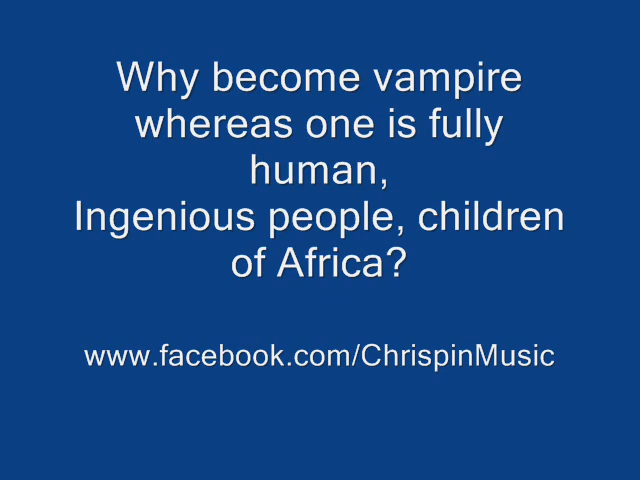 Why become vampire
whereas one is fully
human,
Ingenious people, children
of Africa?
www.facebook.com/ChrispinMusic